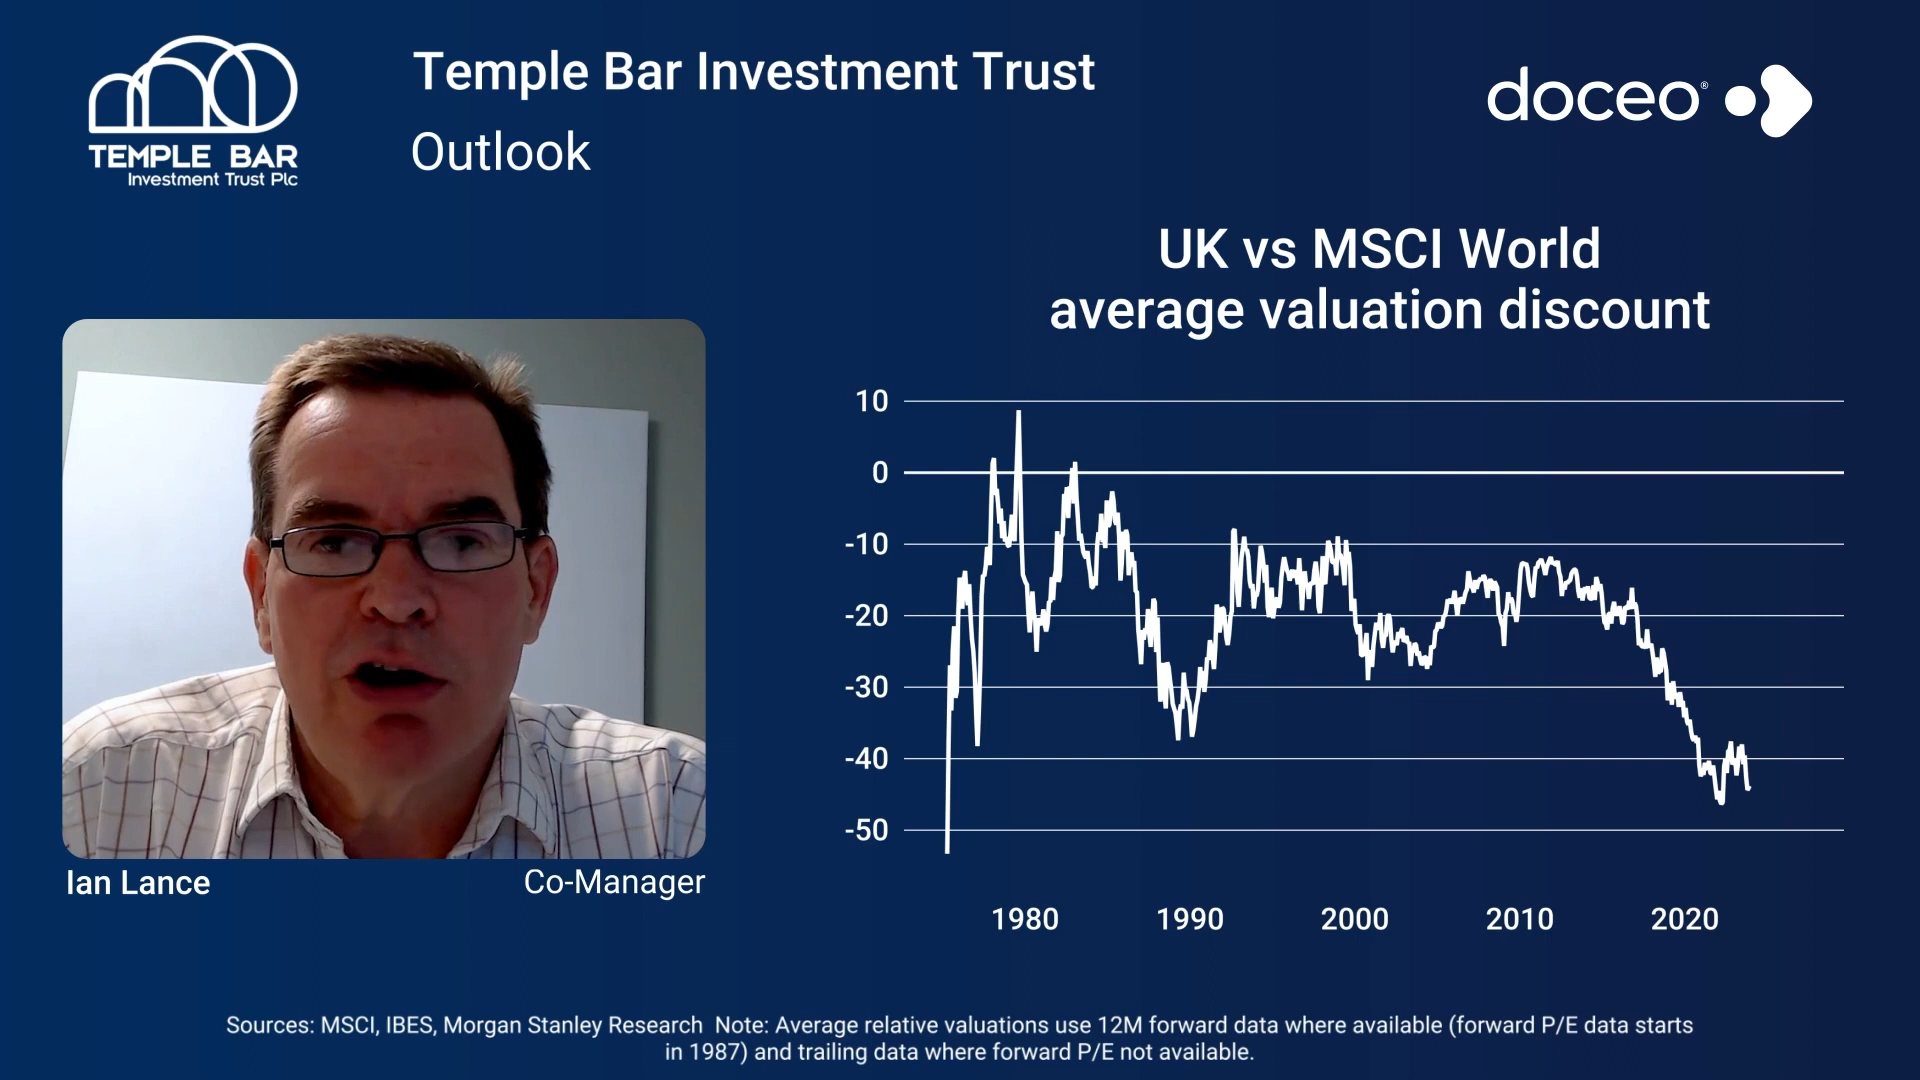 TEMPLE BAR
Investment Trust Plc
Temple Bar Investment Trust
Outlook
doceo®
UK vs MSCI World
average valuation discount
10
0
-10
-20
-30
-40
-50
1980 1990 2000 2010 2020
Ian Lance Co-Manager
Sources: MSCI, IBES, Morgan Stanley Research Note: Average relative valuations use 12M forward data where available (forward P/E data starts
in 1987) and trailing data where forward P/E not available.